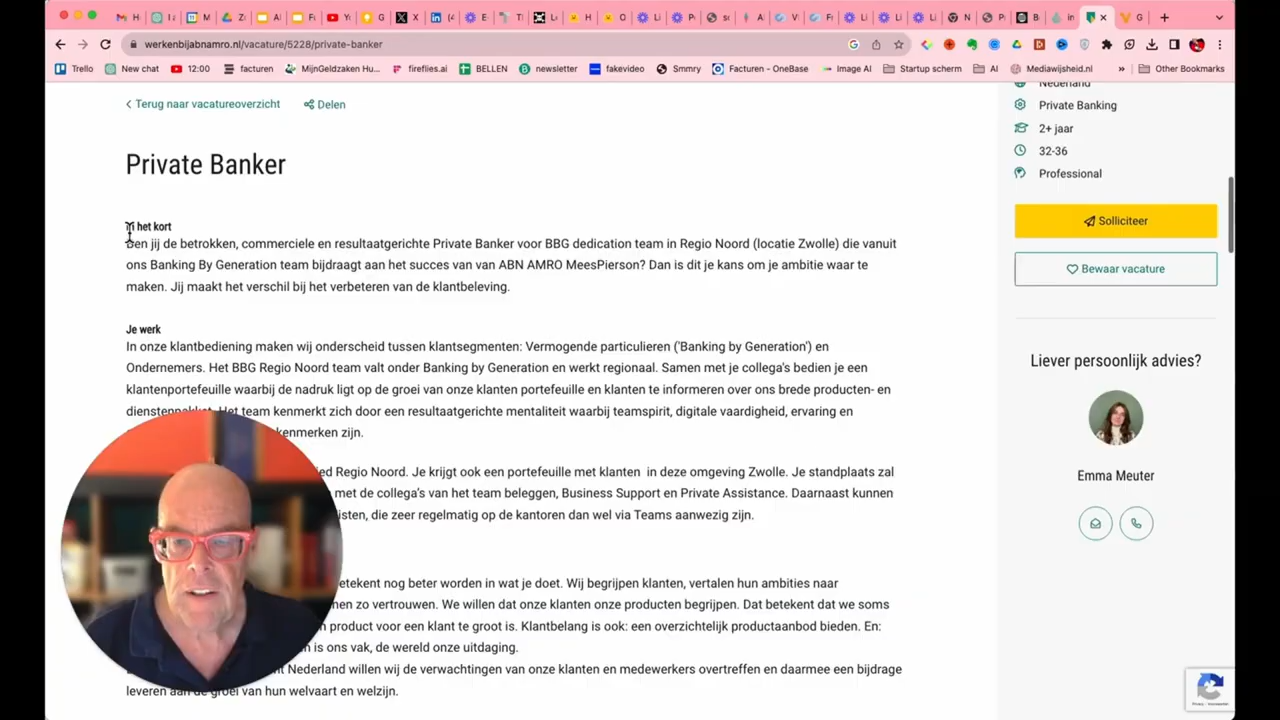 werkenbijabnamro.nl/vacature/5228/private-banker
Trello
New chat
12:00
facturen
MijnGeldzaken Hu...
fireflies.ai
BELLEN
newsletter
fakevideo
Smmry
Facturen - OneBase
Image AI
Startup scherm
AI
Mediawijsheid.nl
»
Other Bookmarks
Terug naar vacatureoverzicht
Delen
Private Banker
In het kort
Ben jij de betrokken, commerciele en resultaatgerichte Private Banker voor BBG dedication team in Regio Noord (locatie Zwolle) die vanuit
ons Banking By Generation team bijdraagt aan het succes van van ABN AMRO MeesPierson? Dan is dit je kans om je ambitie waar te
maken. Jij maakt het verschil bij het verbeteren van de klantbeleving.
Je werk
In onze klantbediening maken wij onderscheid tussen klantsegmenten: Vermogende particulieren ('Banking by Generation') en
Ondernemers. Het BBG Regio Noord team valt onder Banking by Generation en werkt regionaal. Samen met je collega's bedien je een
klantenportefeuille waarbij de nadruk ligt op de groei van onze klanten portefeuille en klanten te informeren over ons brede producten- en
dienstenpakket. Het team kenmerkt zich door een resultaatgerichte mentaliteit waarbij teamspirit, digitale vaardigheid, ervaring en
kenmerken zijn.
Regio Noord. Je krijgt ook een portefeuille met klanten in deze omgeving Zwolle. Je standplaats zal
met de collega's van het team beleggen, Business Support en Private Assistance. Daarnaast kunnen
die zeer regelmatig op de kantoren dan wel via Teams aanwezig zijn.
nog beter worden in wat je doet. Wij begrijpen klanten, vertalen hun ambities naar
zo vertrouwen. We willen dat onze klanten onze producten begrijpen. Dat betekent dat we soms
product voor een klant te groot is. Klantbelang is ook: een overzichtelijk productaanbod bieden. En:
is ons vak, de wereld onze uitdaging.
Nederland willen wij de verwachtingen van onze klanten en medewerkers overtreffen en daarmee een bijdrage
leveren aan de groei van hun welvaart en welzijn.
Nederland
Private Banking
2+ jaar
32-36
Professional
Solliciteer
Bewaar vacature
Liever persoonlijk advies?
Emma Meuter